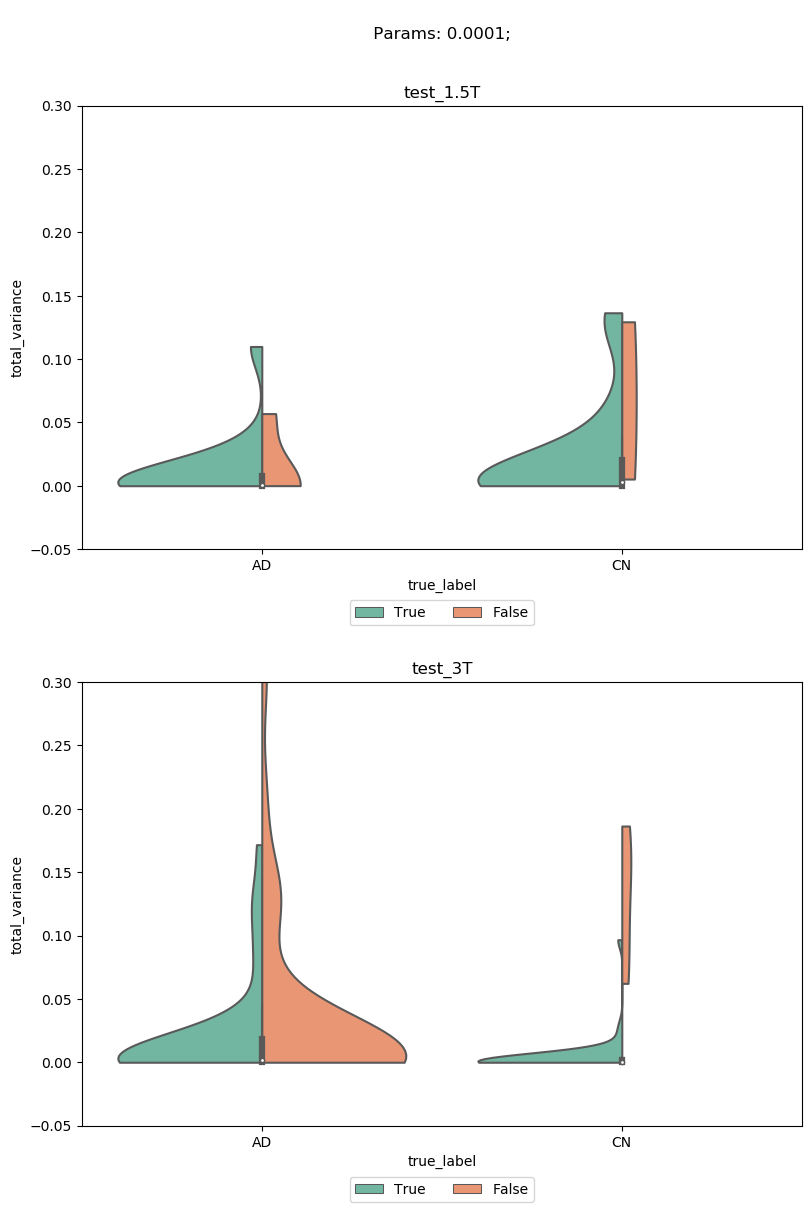 Params: 0.0001;
test_1.5T
0.30
0.25
0.20
0.15
0.10
0.05
0.00
−0.05
total_variance
AD
CN
true_label
True
False
test_3T
0.30
0.25
0.20
0.15
0.10
0.05
0.00
−0.05
total_variance
AD
CN
true_label
True
False